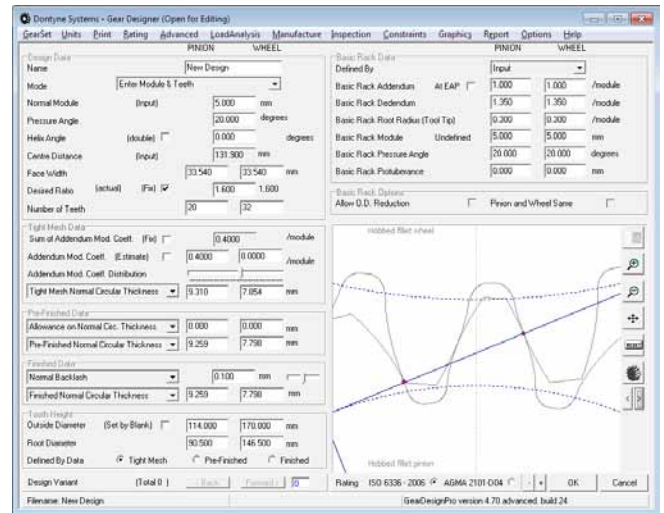 Dontyne Systems - Gear Designer (Open for Editing)
GearSet Units Print Rating Advanced LoadAnalysis Manufacture Inspection Constraints Graphics Report Options Help
PINION WHEEL
Design Data
Name New Design
Mode Enter Module & Teeth
Normal Module (Input) 5.000 mm
Pressure Angle 20.000 degrees
Helix Angle (double) 0.000 degrees
Centre Distance (Input) 131.900 mm
Face Width 33.540 33.540 mm
Desired Ratio (actual) (Fix) 1.600 1.600
Number of Teeth 20 32
Tight Mesh Data
Sum of Addendum Mod. Coeff. (Fix) 0.4000 /module
Addendum Mod. Coeff. (Estimate) 0.4000 0.0000 /module
Addendum Mod. Coeff. Distribution
Tight Mesh Normal Circular Thickness 9.310 7.854 mm
Pre-Finished Data
Allowance on Normal Circ. Thickness 0.000 0.000 mm
Pre-Finished Normal Circular Thickness 9.259 7.798 mm
Finished Data
Normal Backlash 0.100 mm
Finished Normal Circular Thickness 9.259 7.798 mm
Tooth Height
Outside Diameter (Set by Blank) 114.000 170.000 mm
Root Diameter 90.500 146.500 mm
Defined By Data Tight Mesh Pre-Finished Finished
Design Variant (Total 0 ) < Back Forward > 0
Filename: New Design
PINION WHEEL
Basic Rack Data
Defined By Input
Basic Rack Addendum At EAP 1.000 1.000 /module
Basic Rack Dedendum 1.350 1.350 /module
Basic Rack Root Radius (Tool Tip) 0.300 0.300 /module
Basic Rack Module Undefined 5.000 5.000 mm
Basic Rack Pressure Angle 20.000 20.000 degrees
Basic Rack Protuberance 0.000 0.000 mm
Basic Rack Options
Allow O.D. Reduction Pinion and Wheel Same
Hobbed fillet wheel
Hobbed fillet pinion
Rating ISO 6336 - 2006 AGMA 2101-D04 - + OK Cancel
GearDesignPro version 4.70 advanced. build 24